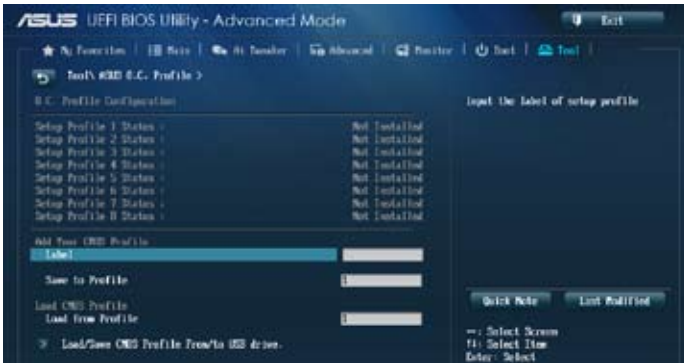 ASUS UEFI BIOS Utility - Advanced Mode
Exit
My Favorites
Main
Ai Tweaker
Advanced
Monitor
Boot
Tool
Tool\ ASUS O.C. Profile >
O.C. Profile Configuration
Input the label of setup profile
Setup Profile 1 Status : Not Installed
Setup Profile 2 Status : Not Installed
Setup Profile 3 Status : Not Installed
Setup Profile 4 Status : Not Installed
Setup Profile 5 Status : Not Installed
Setup Profile 6 Status : Not Installed
Setup Profile 7 Status : Not Installed
Setup Profile 8 Status : Not Installed
Add Your CMOS Profile
Label
Save to Profile 1
Load CMOS Profile
Load from Profile 1
> Load/Save CMOS Profile From/to USB drive.
Quick Note
Last Modified
→←: Select Screen
↑↓: Select Item
Enter: Select